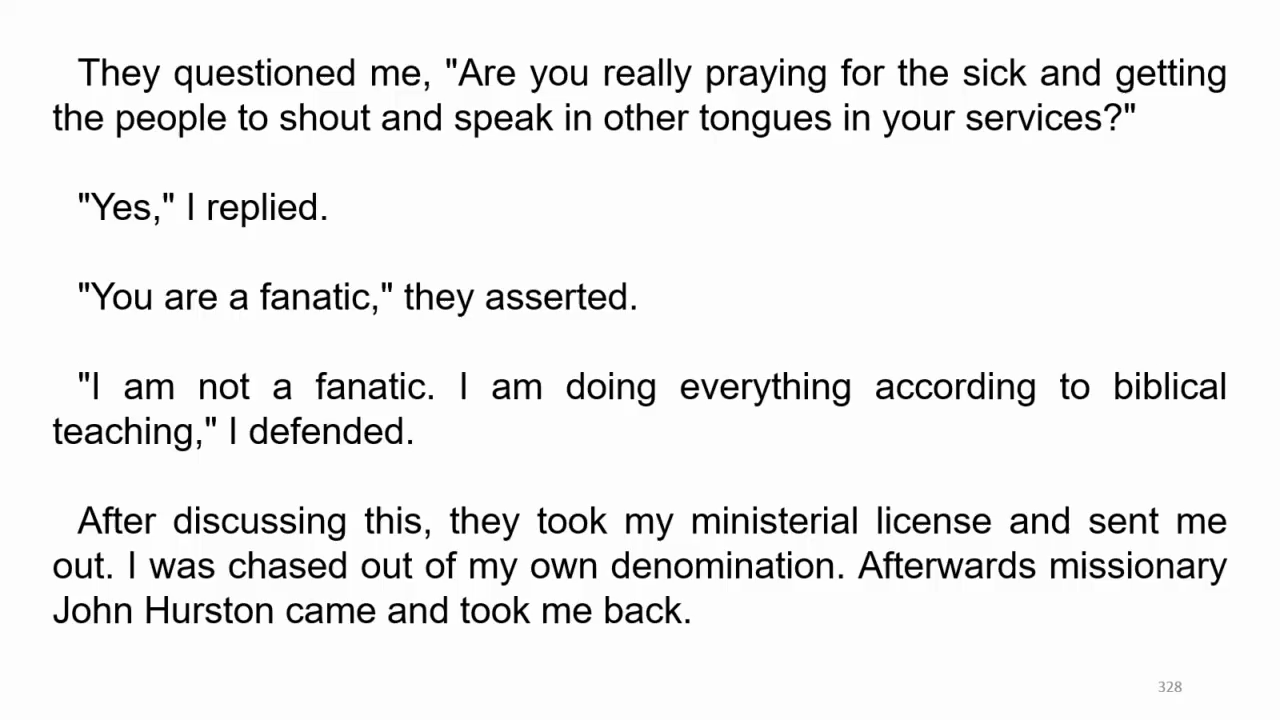 They questioned me, "Are you really praying for the sick and getting
the people to shout and speak in other tongues in your services?"
"Yes," I replied.
"You are a fanatic," they asserted.
"I am not a fanatic. I am doing everything according to biblical
teaching," I defended.
After discussing this, they took my ministerial license and sent me
out. I was chased out of my own denomination. Afterwards missionary
John Hurston came and took me back.
328